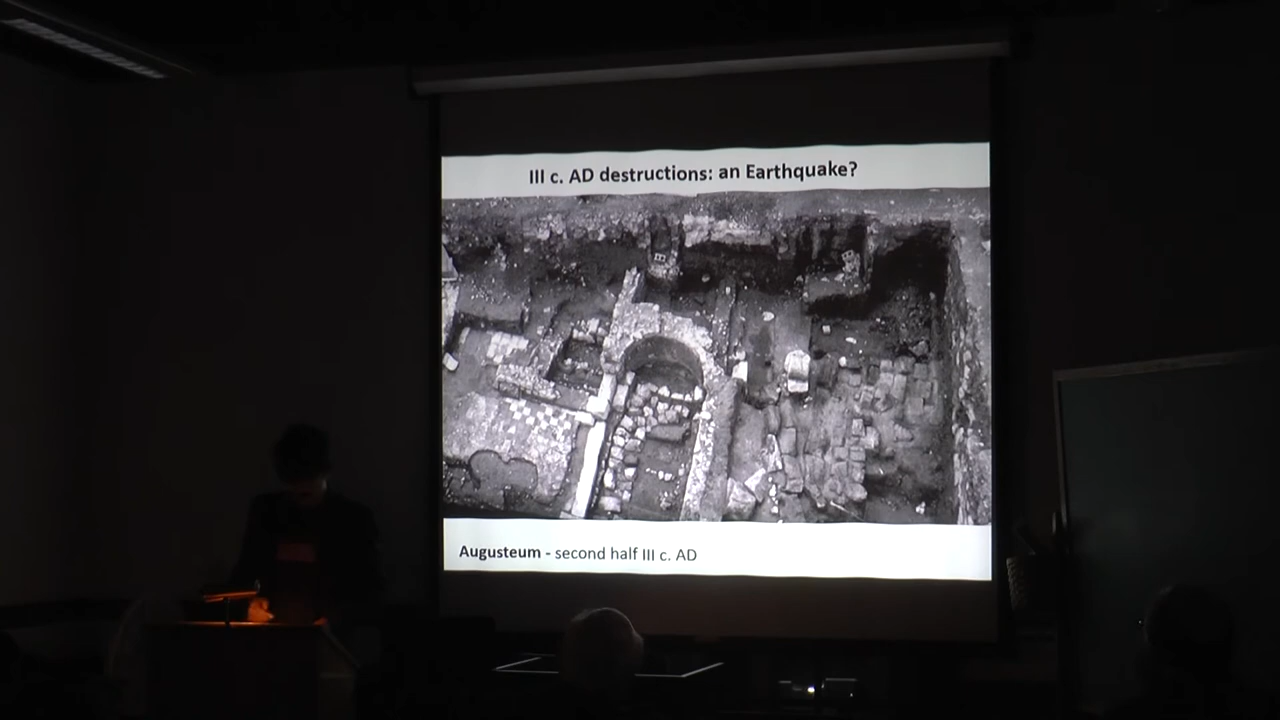 III c. AD destructions: an Earthquake?
Augusteum - second half III c. AD